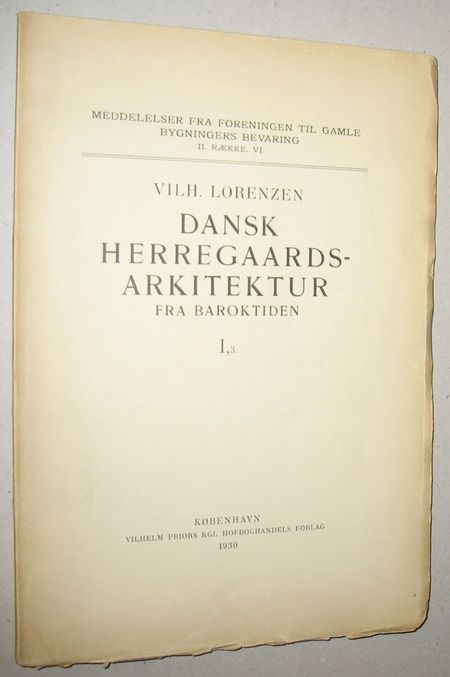 MEDDELELSER FRA FORENINGEN TIL GAMLE
BYGNINGERS BEVARING
II. RÆKKE. VI.
VILH. LORENZEN
DANSK
HERREGAARDS-
ARKITEKTUR
FRA BAROKTIDEN
I,3.
KØBENHAVN
VILHELM PRIORS KGL HOFBOGHANDELS FORLAG
1930